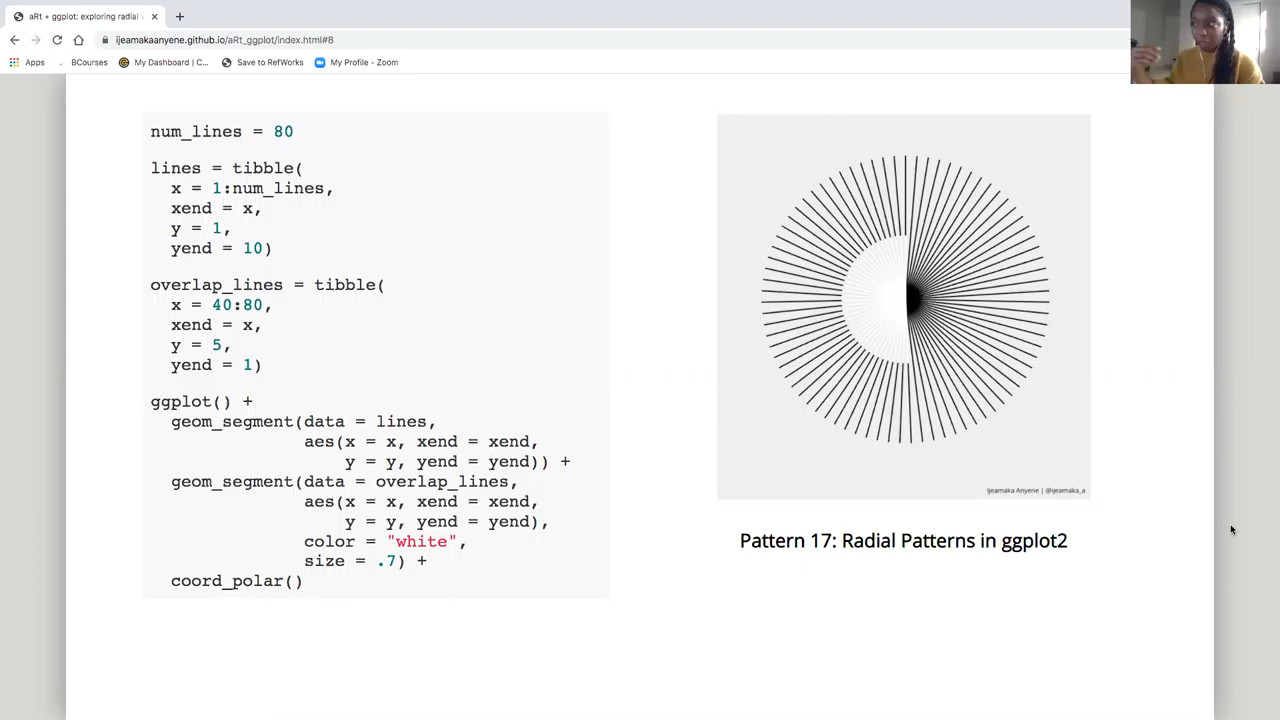 aRt + ggplot: exploring radial
ijeamakaanyene.github.io/aRt_ggplot/index.html#8
Apps BCourses My Dashboard | C... Save to RefWorks My Profile - Zoom
num_lines = 80
lines = tibble(
x = 1:num_lines,
xend = x,
y = 1,
yend = 10)
overlap_lines = tibble(
x = 40:80,
xend = x,
y = 5,
yend = 1)
ggplot() +
geom_segment(data = lines,
aes(x = x, xend = xend,
y = y, yend = yend)) +
geom_segment(data = overlap_lines,
aes(x = x, xend = xend,
y = y, yend = yend),
color = "white",
size = .7) +
coord_polar()
Ijeamaka Anyene | @ijeamaka_a
Pattern 17: Radial Patterns in ggplot2